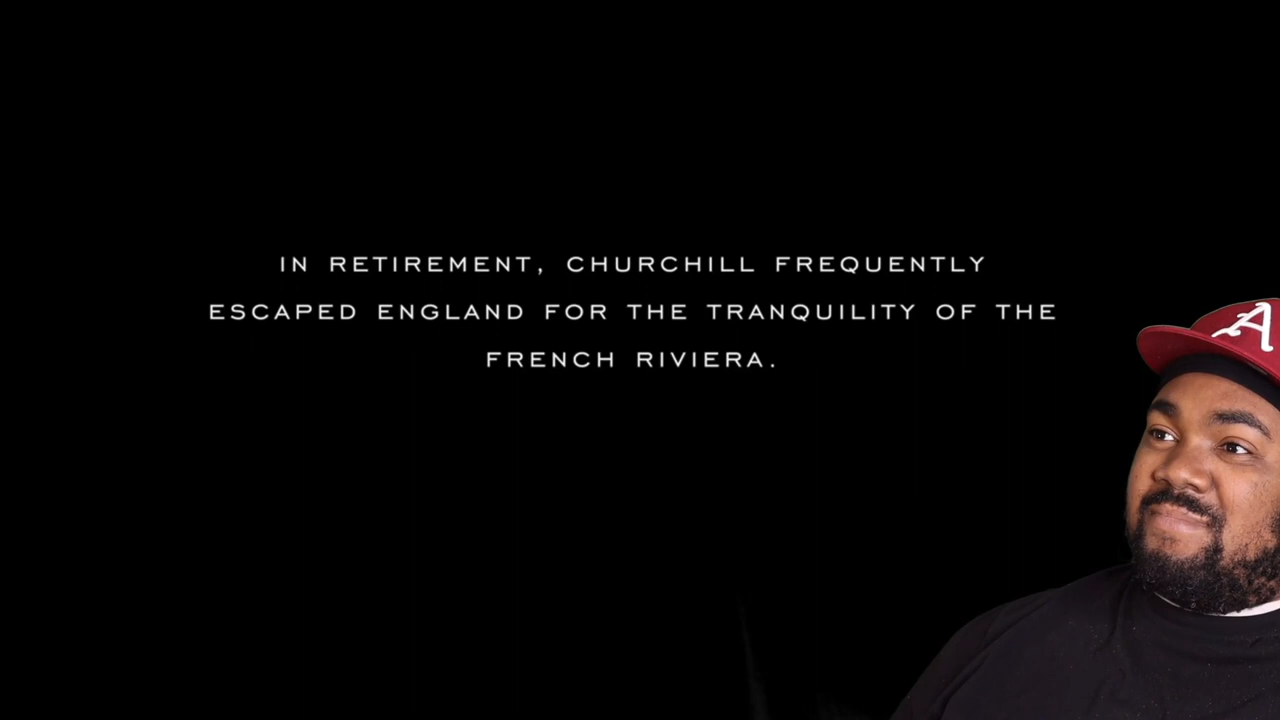 IN RETIREMENT, CHURCHILL FREQUENTLY
ESCAPED ENGLAND FOR THE TRANQUILITY OF THE
FRENCH RIVIERA.
A